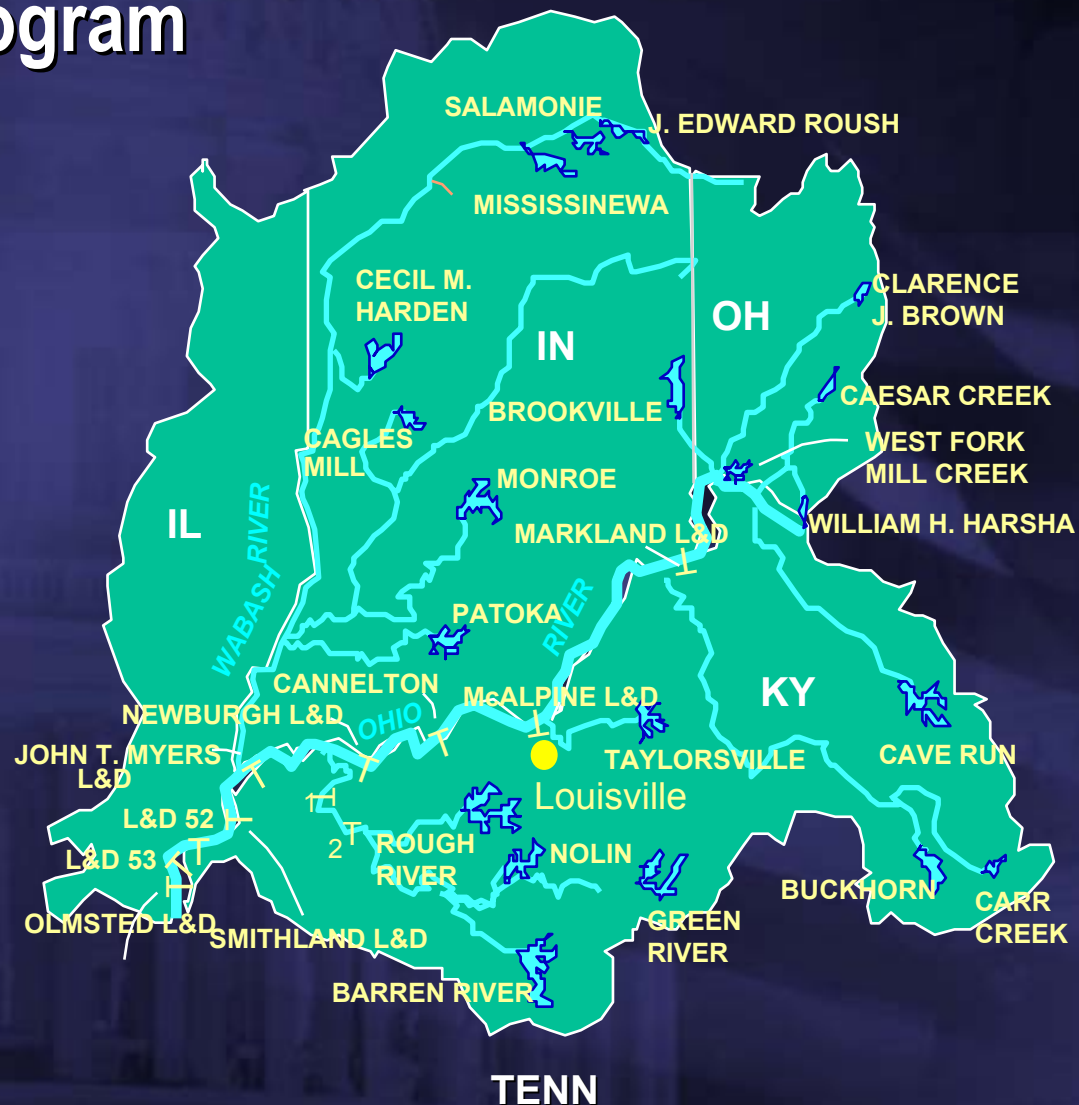 ogram
SALAMONIE
J. EDWARD ROUSH
MISSISSINEWA
CECIL M.
HARDEN
CLARENCE
J. BROWN
OH
IN
CAESAR CREEK
BROOKVILLE
CAGLES
MILL
WEST FORK
MILL CREEK
MONROE
IL
WILLIAM H. HARSHA
MARKLAND L&D
WABASH RIVER
PATOKA
RIVER
CANNELTON
McALPINE L&D
KY
NEWBURGH L&D
OHIO
JOHN T. MYERS
L&D
TAYLORSVILLE
CAVE RUN
Louisville
1
L&D 52
2
ROUGH
RIVER
NOLIN
L&D 53
BUCKHORN
CARR
CREEK
OLMSTED L&D
SMITHLAND L&D
GREEN
RIVER
BARREN RIVER
TENN